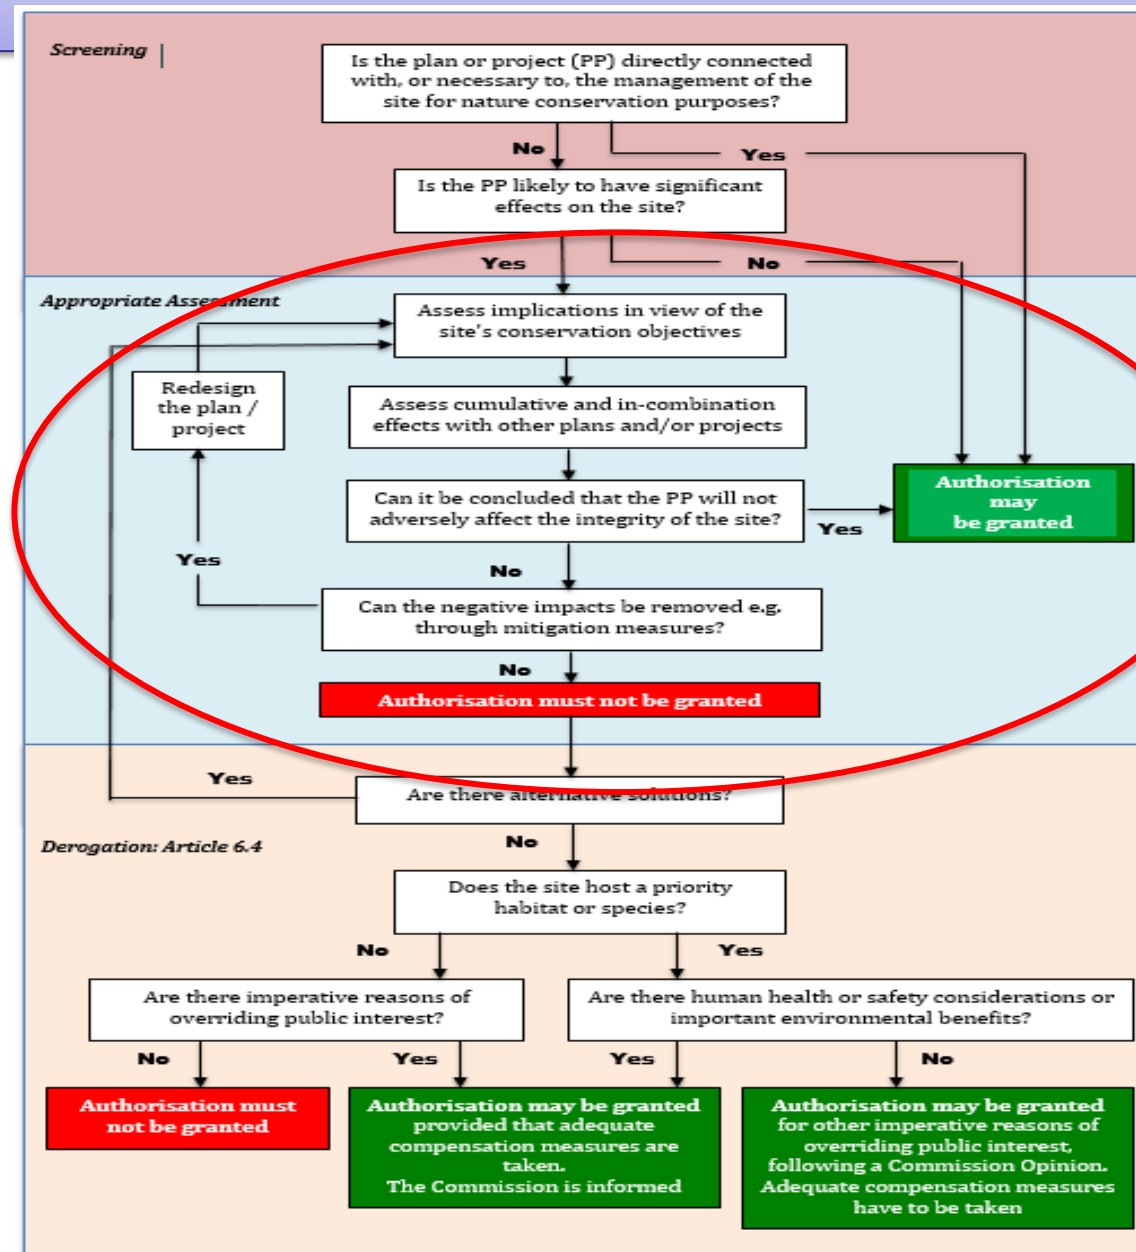 Screening
Is the plan or project (PP) directly connected
with, or necessary to, the management of the
site for nature conservation purposes?
No
Yes
Is the PP likely to have significant
effects on the site?
Yes
No
Appropriate Assessment
Assess implications in view of the
site's conservation objectives
Redesign
the plan /
project
Assess cumulative and in-combination
effects with other plans and/or projects
Can it be concluded that the PP will not
adversely affect the integrity of the site?
Yes
Authorisation
may
be granted
Yes
No
Can the negative impacts be removed e.g.
through mitigation measures?
No
Authorisation must not be granted
Yes
Are there alternative solutions?
No
Derogation: Article 6.4
Does the site host a priority
habitat or species?
No
Yes
Are there imperative reasons of
overriding public interest?
Are there human health or safety considerations or
important environmental benefits?
No
Yes
Yes
No
Authorisation must
not be granted
Authorisation may be granted
provided that adequate
compensation measures are
taken.
The Commission is informed
Authorisation may be granted
for other imperative reasons of
overriding public interest,
following a Commission Opinion.
Adequate compensation measures
have to be taken